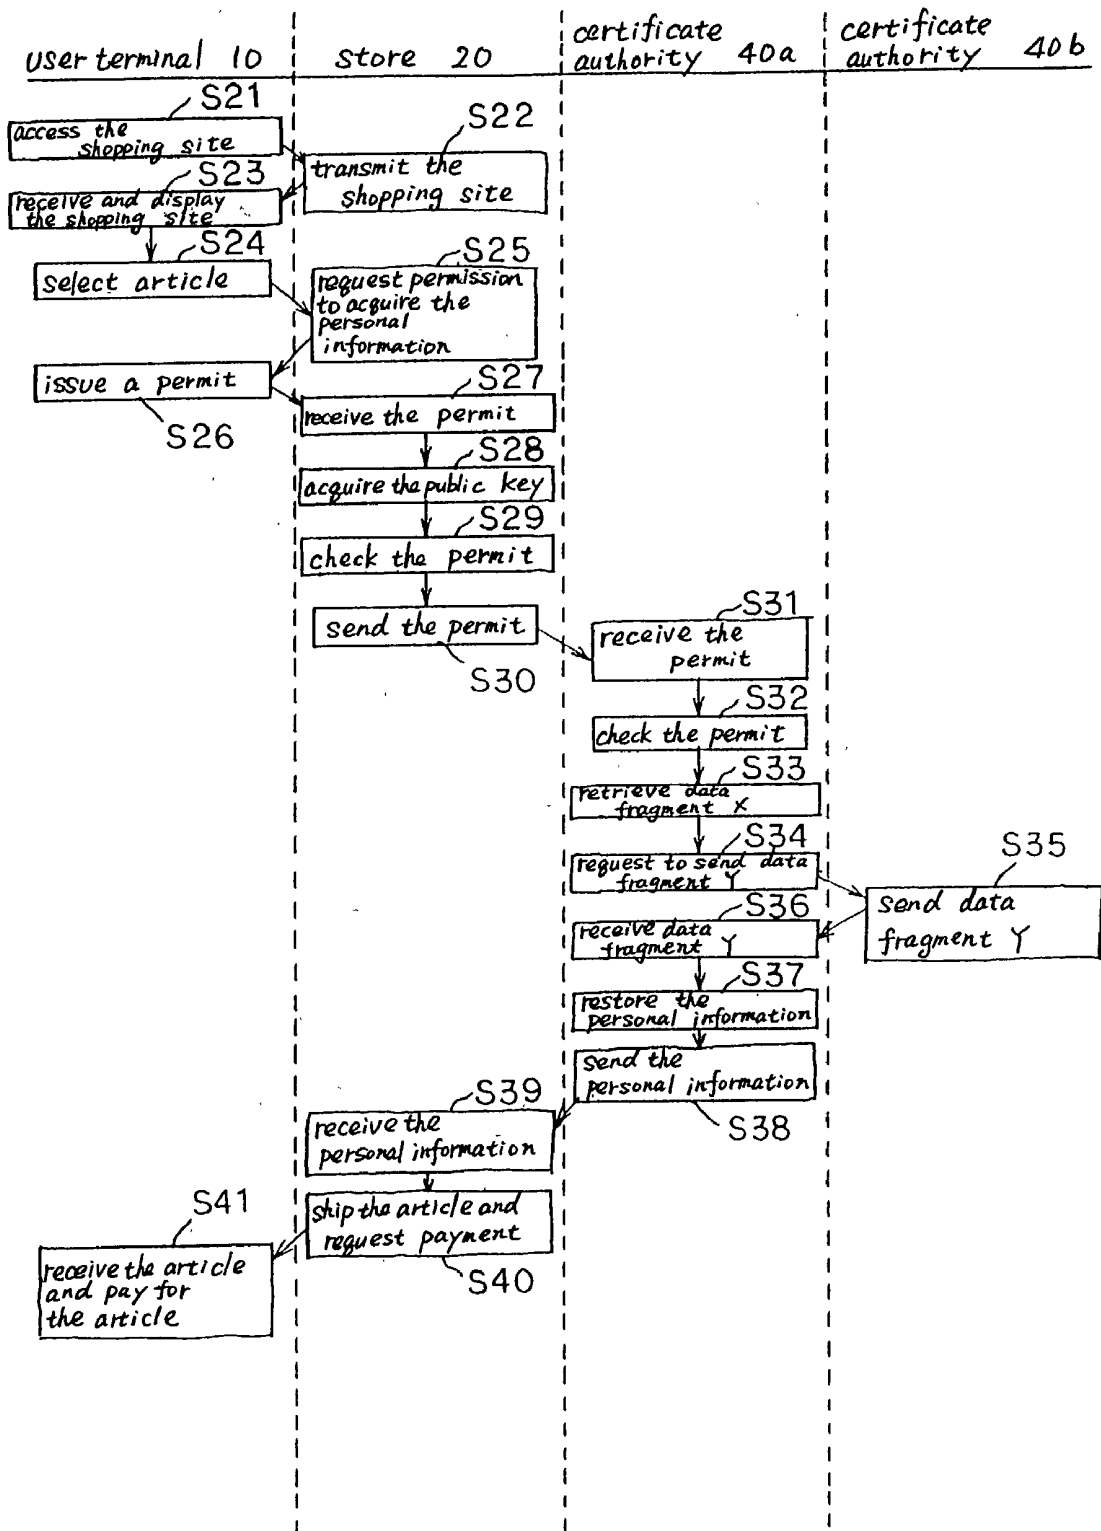 user terminal 10
store 20
certificate
authority 40a
certificate
authority 40b
S21
access the
shopping site
S22
transmit the
shopping site
S23
receive and display
the shopping site
S24
select article
S25
request permission
to acquire the
personal
information
issue a permit
S26
S27
receive the permit
S28
acquire the public key
S29
check the permit
send the permit
S30
S31
receive the
permit
S32
check the permit
S33
retrieve data
fragment X
S34
request to send data
fragment Y
S35
send data
fragment Y
S36
receive data
fragment Y
S37
restore the
personal information
send the
personal information
S38
S39
receive the
personal information
ship the article and
request payment
S40
S41
receive the article
and pay for
the article